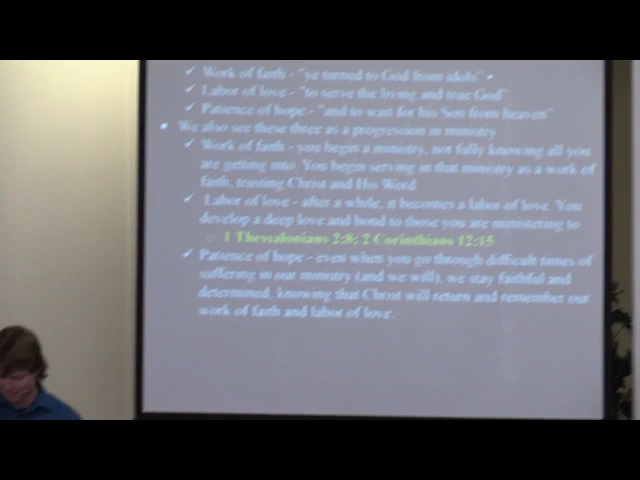 ✓ Work of faith - "ye turned to God from idols"
✓ Labor of love - "to serve the living and true God"
✓ Patience of hope - "and to wait for his Son from heaven"
• We also see these three as a progression in ministry
✓ Work of faith - you begin a ministry, not fully knowing all you
are getting into. You begin serving in that ministry as a work of
faith, trusting Christ and His Word.
✓ Labor of love - after a while, it becomes a labor of love. You
develop a deep love and bond to those you are ministering to
○ 1 Thessalonians 2:8; 2 Corinthians 12:15
✓ Patience of hope - even when you go through difficult times of
suffering in our ministry (and we will), we stay faithful and
determined, knowing that Christ will return and remember our
work of faith and labor of love.